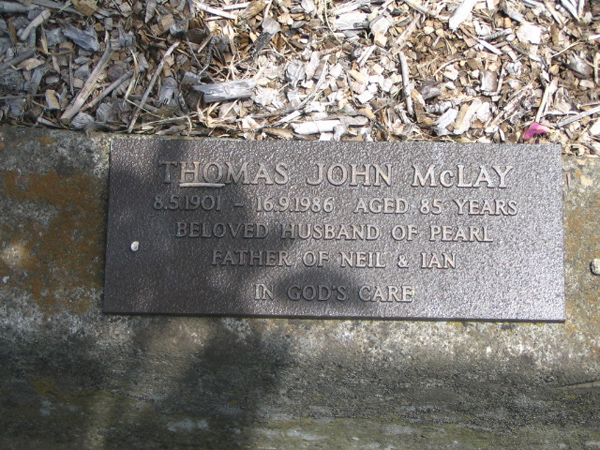 THOMAS JOHN McLAY
8.5.1901 - 16.9.1986 AGED 85 YEARS
BELOVED HUSBAND OF PEARL
FATHER OF NEIL & IAN
IN GOD'S CARE